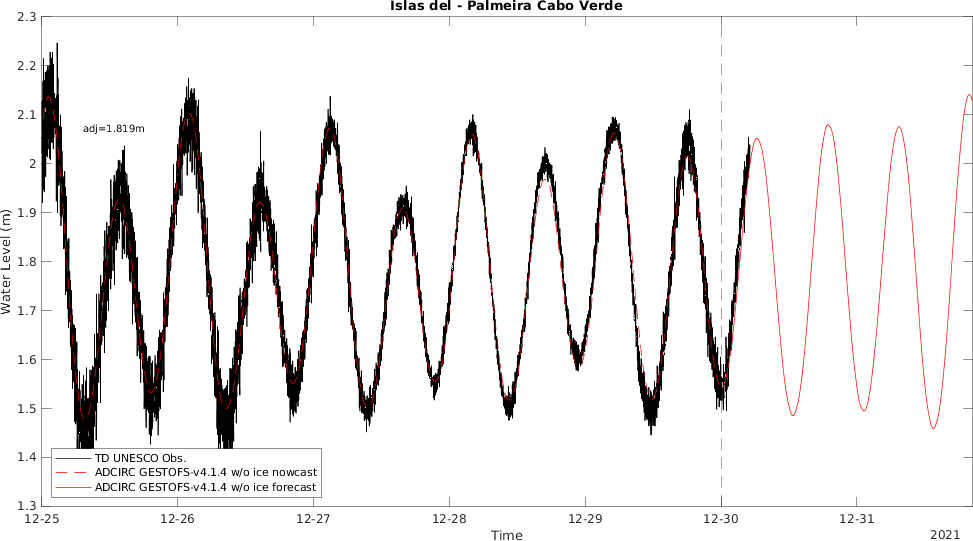 Islas del - Palmeira Cabo Verde
2.3
2.2
2.1
2
1.9
1.8
1.7
1.6
1.5
1.4
1.3
Water Level (m)
adj=1.819m
TD UNESCO Obs.
ADCIRC GESTOFS-v4.1.4 w/o ice nowcast
ADCIRC GESTOFS-v4.1.4 w/o ice forecast
12-25 12-26 12-27 12-28 12-29 12-30 12-31
Time
2021